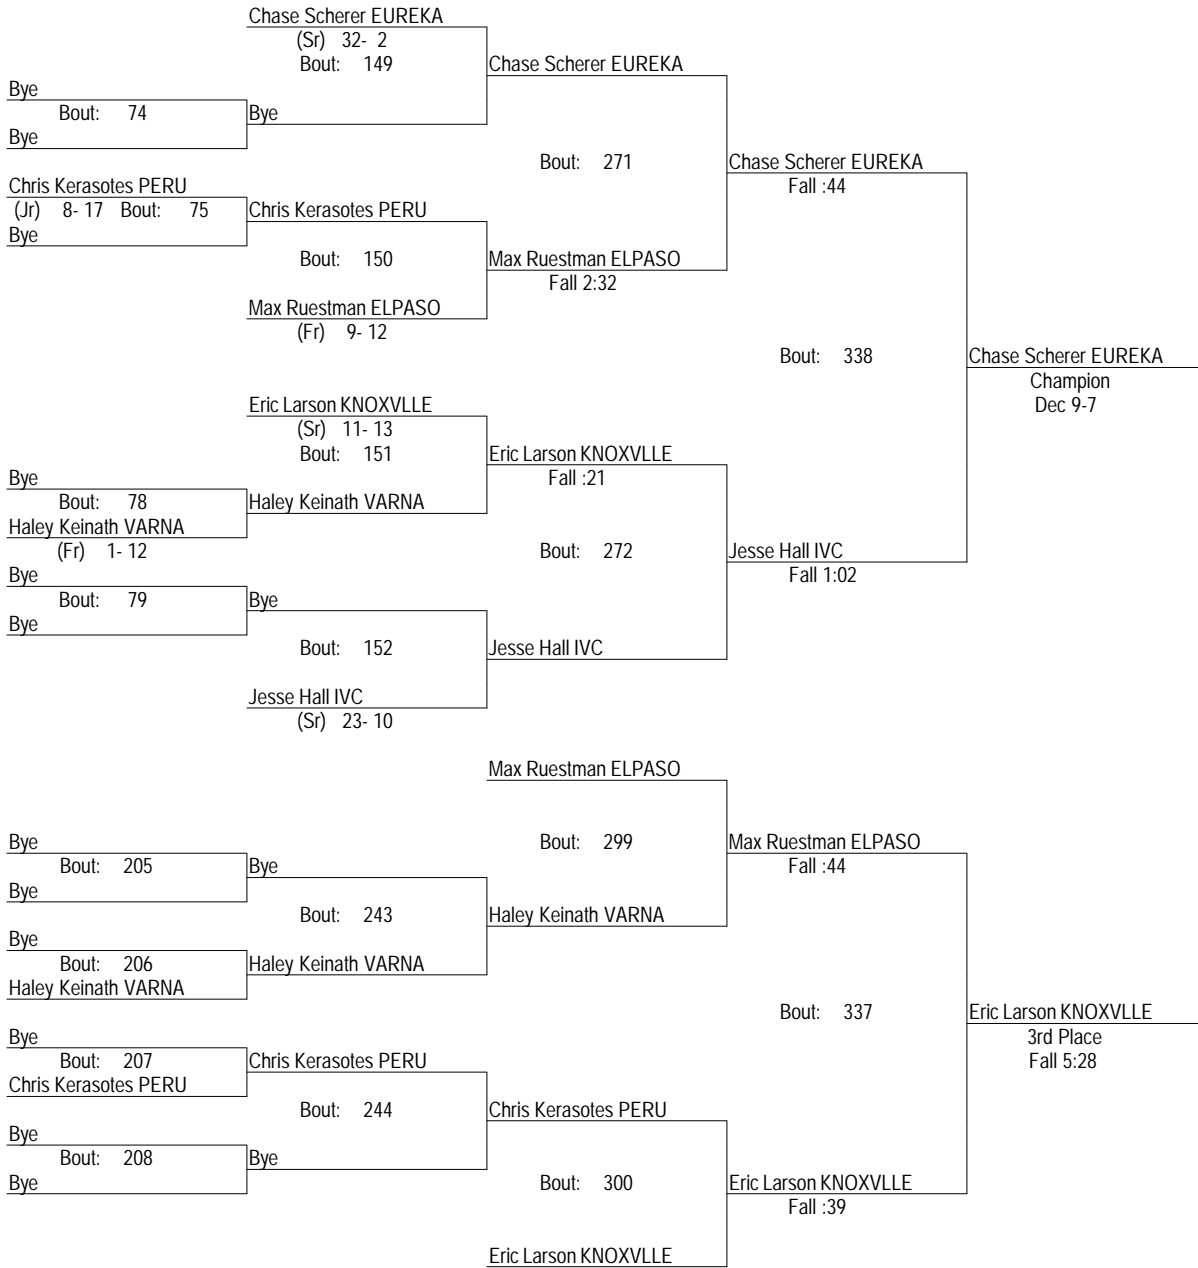 Chase Scherer EUREKA
(Sr) 32- 2
Bout: 149
Chase Scherer EUREKA
Bye
Bout: 74
Bye
Bye
Bout: 271
Chase Scherer EUREKA
Fall :44
Chris Kerasotes PERU
(Jr) 8- 17 Bout: 75
Chris Kerasotes PERU
Bye
Bout: 150
Max Ruestman ELPASO
Fall 2:32
Max Ruestman ELPASO
(Fr) 9- 12
Bout: 338
Chase Scherer EUREKA
Champion
Dec 9-7
Eric Larson KNOXVLLE
(Sr) 11- 13
Bout: 151
Eric Larson KNOXVLLE
Fall :21
Bye
Bout: 78
Haley Keinath VARNA
Haley Keinath VARNA
(Fr) 1- 12
Bout: 272
Jesse Hall IVC
Fall 1:02
Bye
Bout: 79
Bye
Bye
Bout: 152
Jesse Hall IVC
Jesse Hall IVC
(Sr) 23- 10
Max Ruestman ELPASO
Bye
Bout: 205
Bye
Bye
Bout: 299
Max Ruestman ELPASO
Fall :44
Bout: 243
Haley Keinath VARNA
Bye
Bout: 206
Haley Keinath VARNA
Haley Keinath VARNA
Bout: 337
Eric Larson KNOXVLLE
3rd Place
Fall 5:28
Bye
Bout: 207
Chris Kerasotes PERU
Chris Kerasotes PERU
Bout: 244
Chris Kerasotes PERU
Bye
Bout: 208
Bye
Bye
Bout: 300
Eric Larson KNOXVLLE
Fall :39
Eric Larson KNOXVLLE